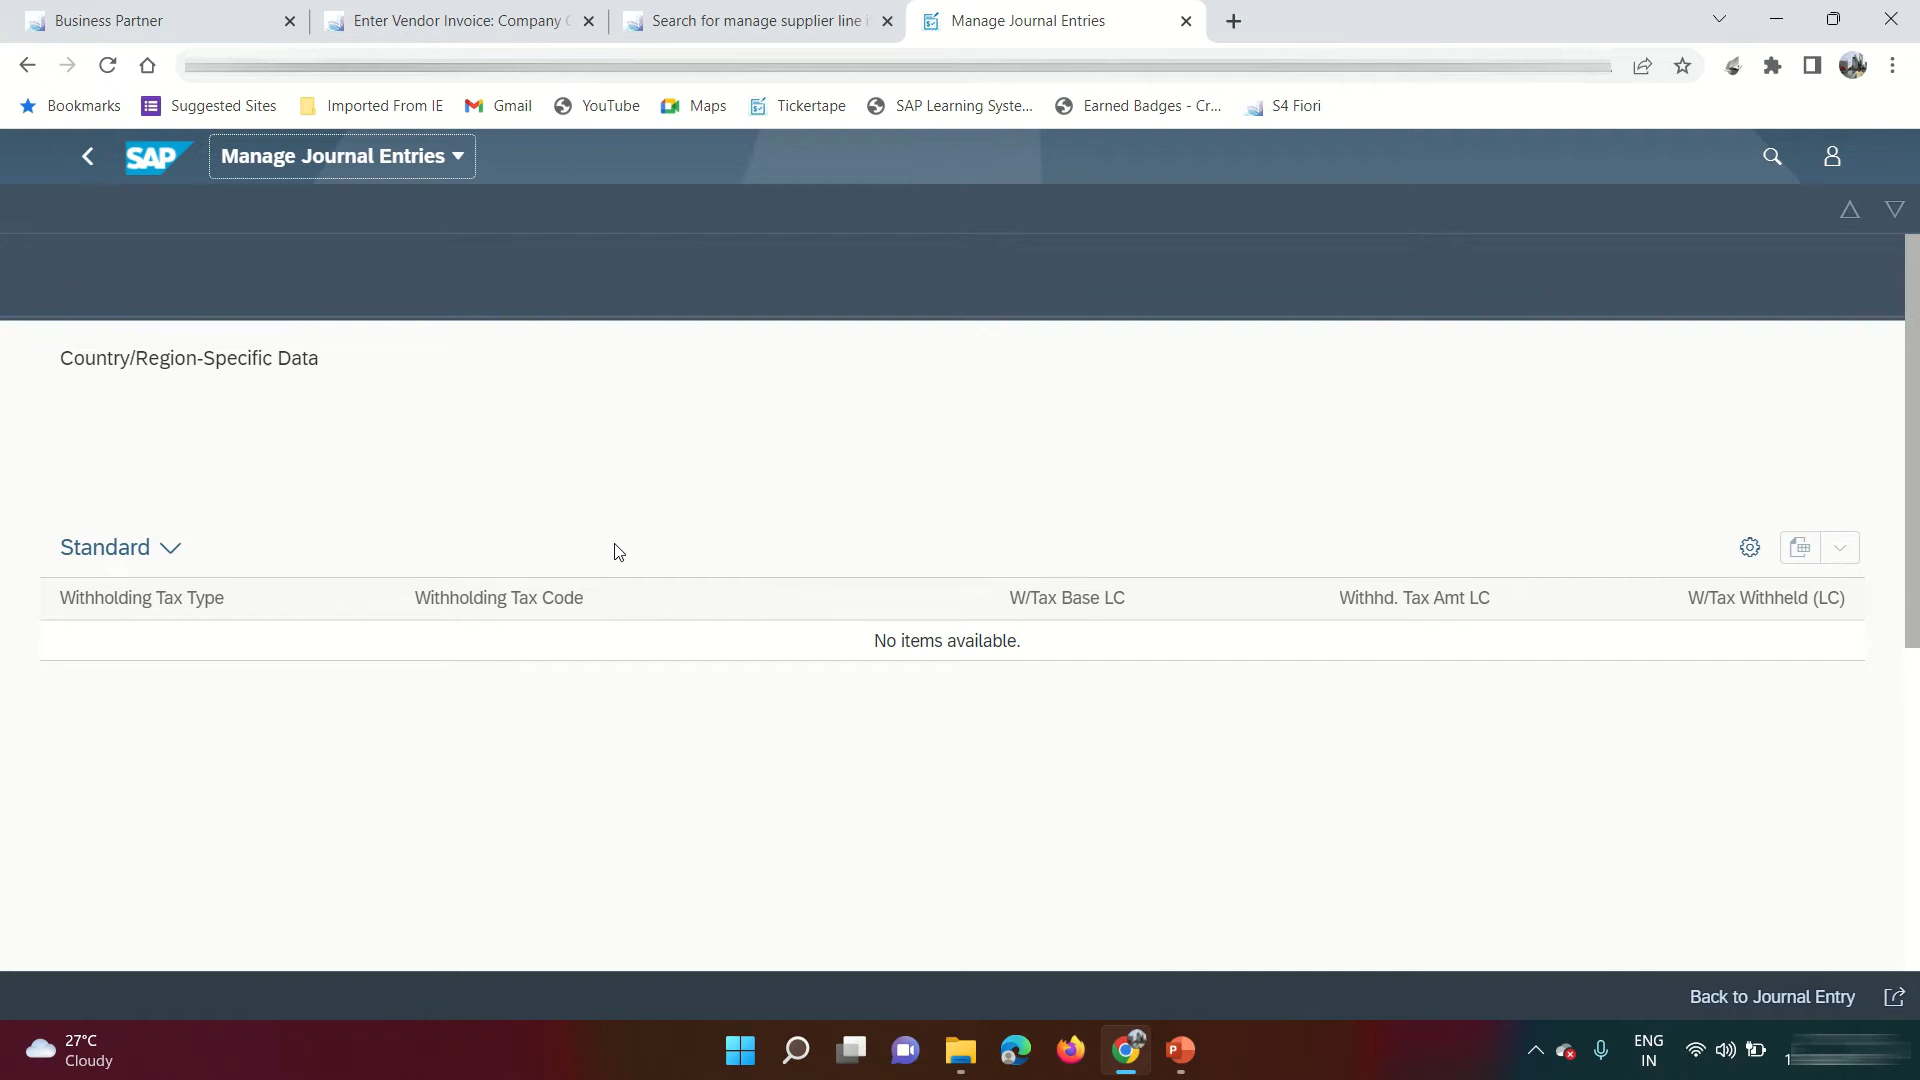 Business Partner
Enter Vendor Invoice: Company
Search for manage supplier line
Manage Journal Entries
Bookmarks
Suggested Sites
Imported From IE
Gmail
YouTube
Maps
Tickertape
SAP Learning Syste...
Earned Badges - Cr...
S4 Fiori
SAP
Manage Journal Entries
Country/Region-Specific Data
Standard
Withholding Tax Type
Withholding Tax Code
W/Tax Base LC
Withhd. Tax Amt LC
W/Tax Withheld (LC)
No items available.
Back to Journal Entry
27°C
Cloudy
ENG
IN